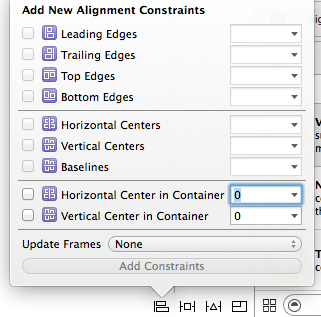 Add New Alignment Constraints
Leading Edges
Trailing Edges
Top Edges
Bottom Edges
Horizontal Centers
Vertical Centers
Baselines
Horizontal Center in Container 0
Vertical Center in Container 0
Update Frames None
Add Constraints